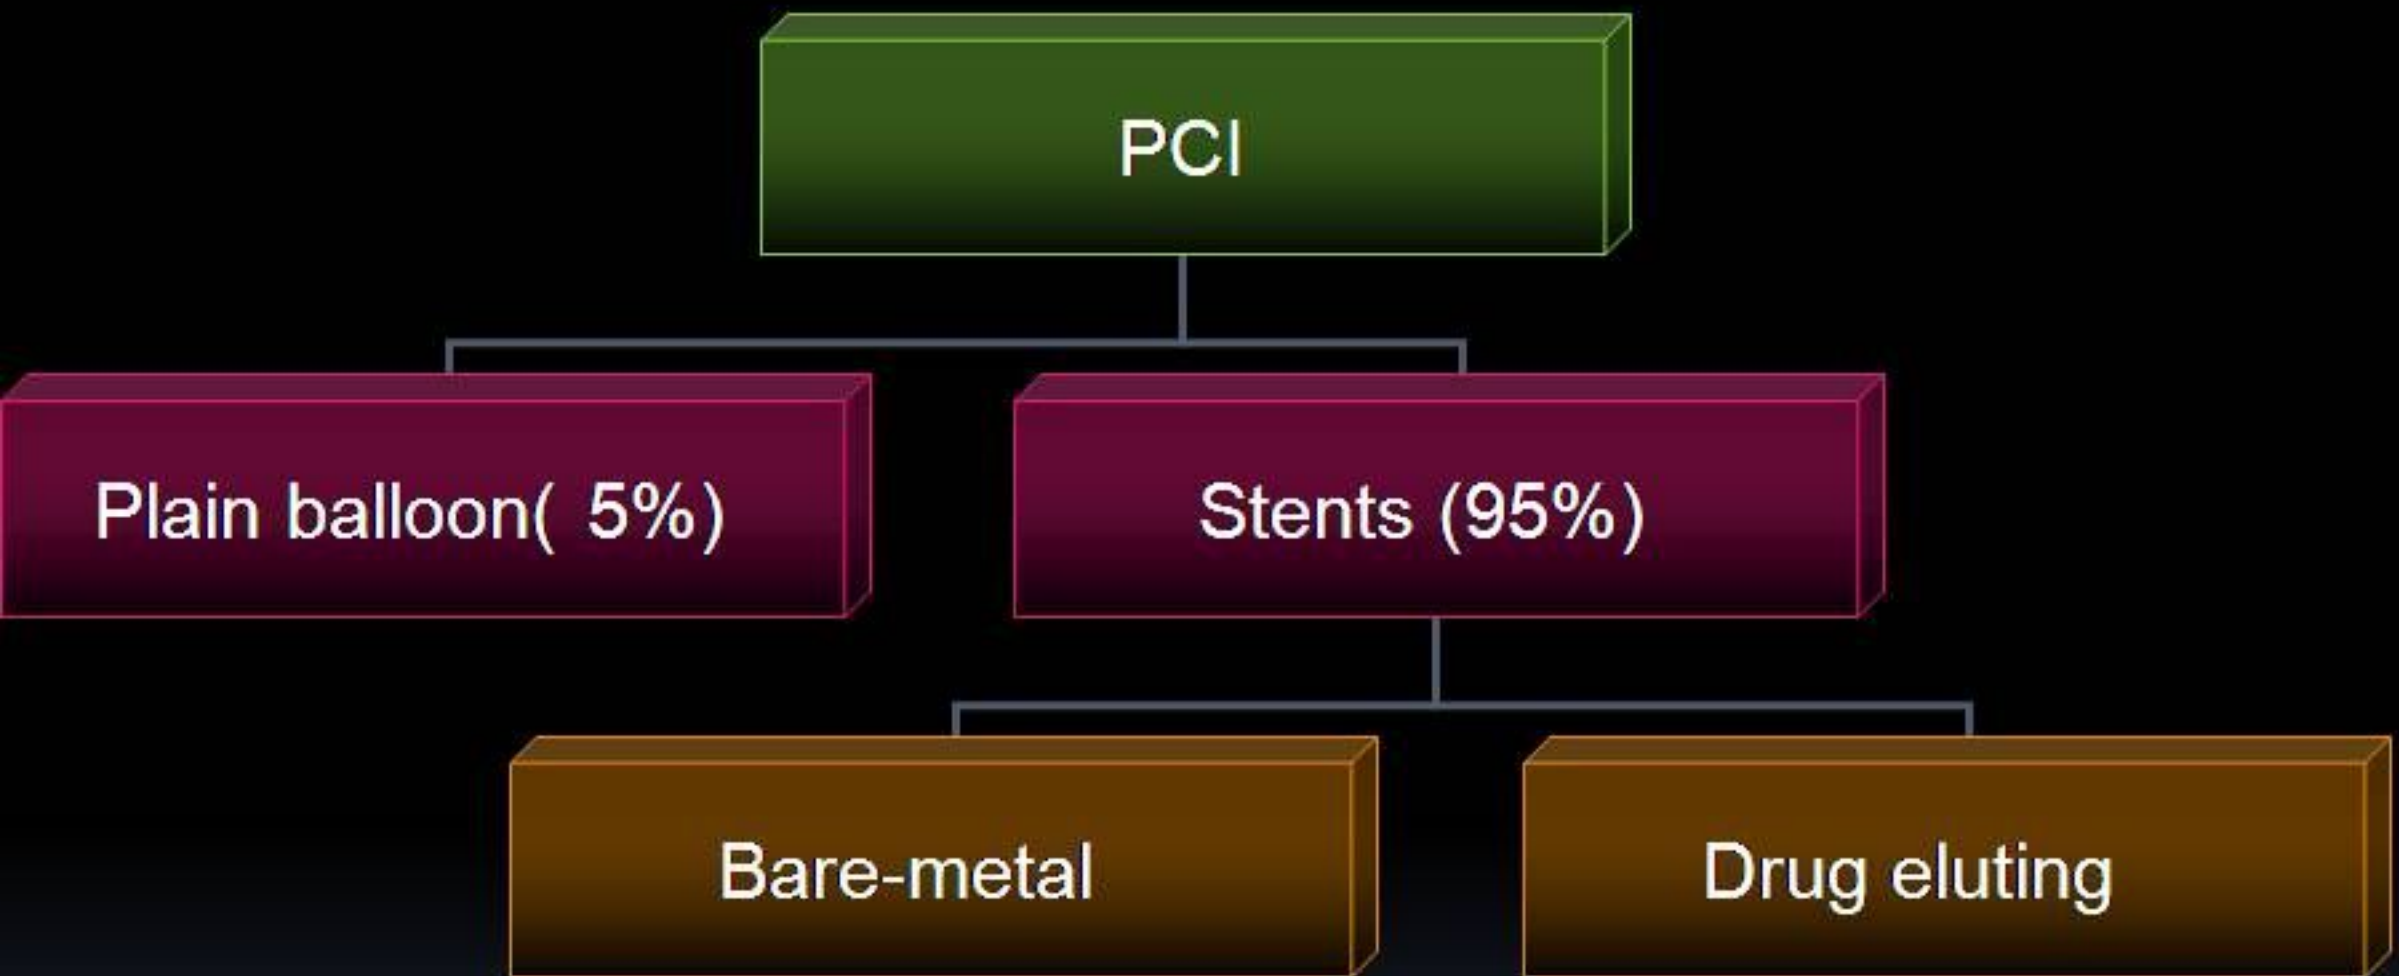 PCI
Plain balloon( 5%)
Stents (95%)
Bare-metal
Drug eluting